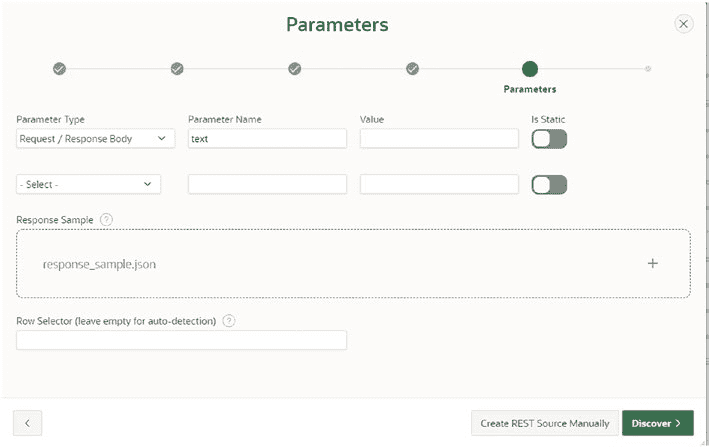 Parameters
Parameters
Parameter Type Parameter Name Value Is Static
Request / Response Body text
- Select -
Response Sample ?
response_sample.json +
Row Selector (leave empty for auto-detection) ?
Create REST Source Manually Discover